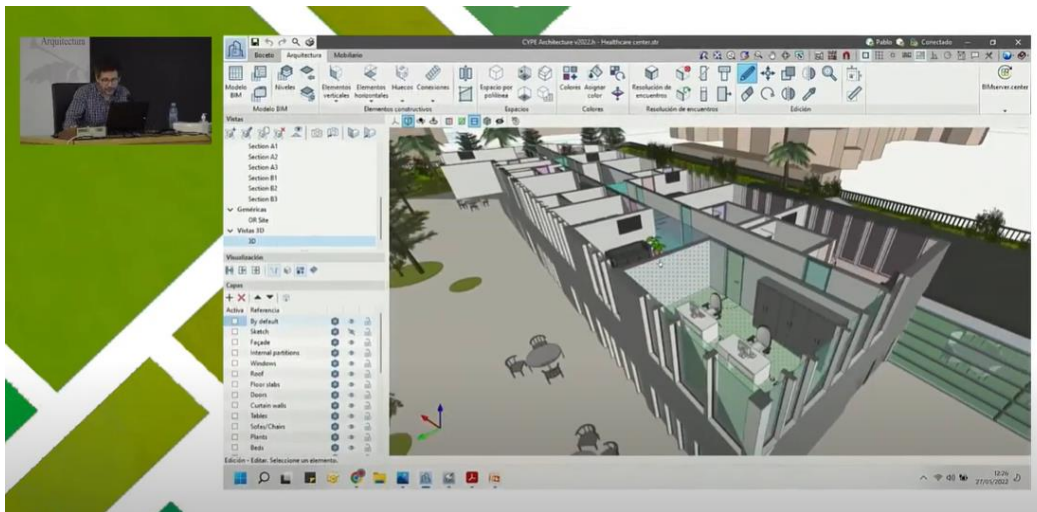 Arquitectura
CYPE Architecture v2022.h - Healthcare center.str
Pablo
Conectado
Boceto Arquitectura Mobiliario
Modelo BIM
Niveles
Elementos verticales
Elementos horizontales
Huecos
Conexiones
Espacio por polilínea
Colores
Asignar color
Resolución de encuentros
BIMserver.center
Modelo BIM
Elementos constructivos
Espacios
Colores
Resolución de encuentros
Edición
Vistas
Section A1
Section A2
Section A3
Section B1
Section B2
Section B3
Genéricas
OR Site
Vistas 3D
3D
Visualización
Capas
Activa Referencia
By default
Sketch
Façade
Internal partitions
Windows
Roof
Floor slabs
Doors
Curtain walls
Tables
Sofas/Chairs
Plants
Beds
Edición - Editar. Seleccione un elemento.
12:26
27/05/2022